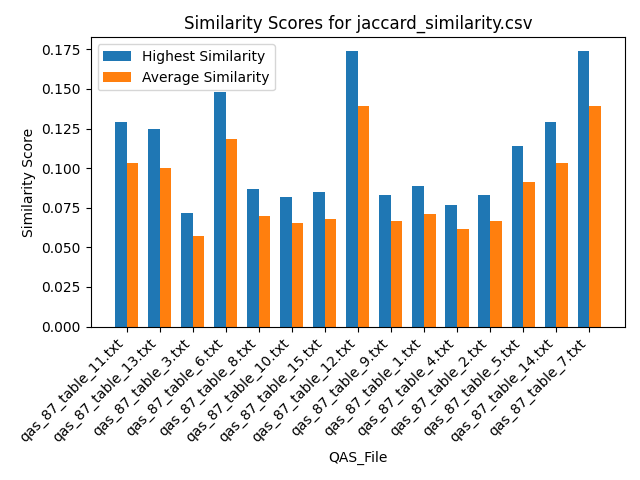 Similarity Scores for jaccard_similarity.csv
Highest Similarity
Average Similarity
Similarity Score
0.175
0.150
0.125
0.100
0.075
0.050
0.025
0.000
qas_87_table_11.txt
qas_87_table_13.txt
qas_87_table_3.txt
qas_87_table_6.txt
qas_87_table_8.txt
qas_87_table_10.txt
qas_87_table_15.txt
qas_87_table_12.txt
qas_87_table_9.txt
qas_87_table_1.txt
qas_87_table_4.txt
qas_87_table_2.txt
qas_87_table_5.txt
qas_87_table_14.txt
qas_87_table_7.txt
QAS_File